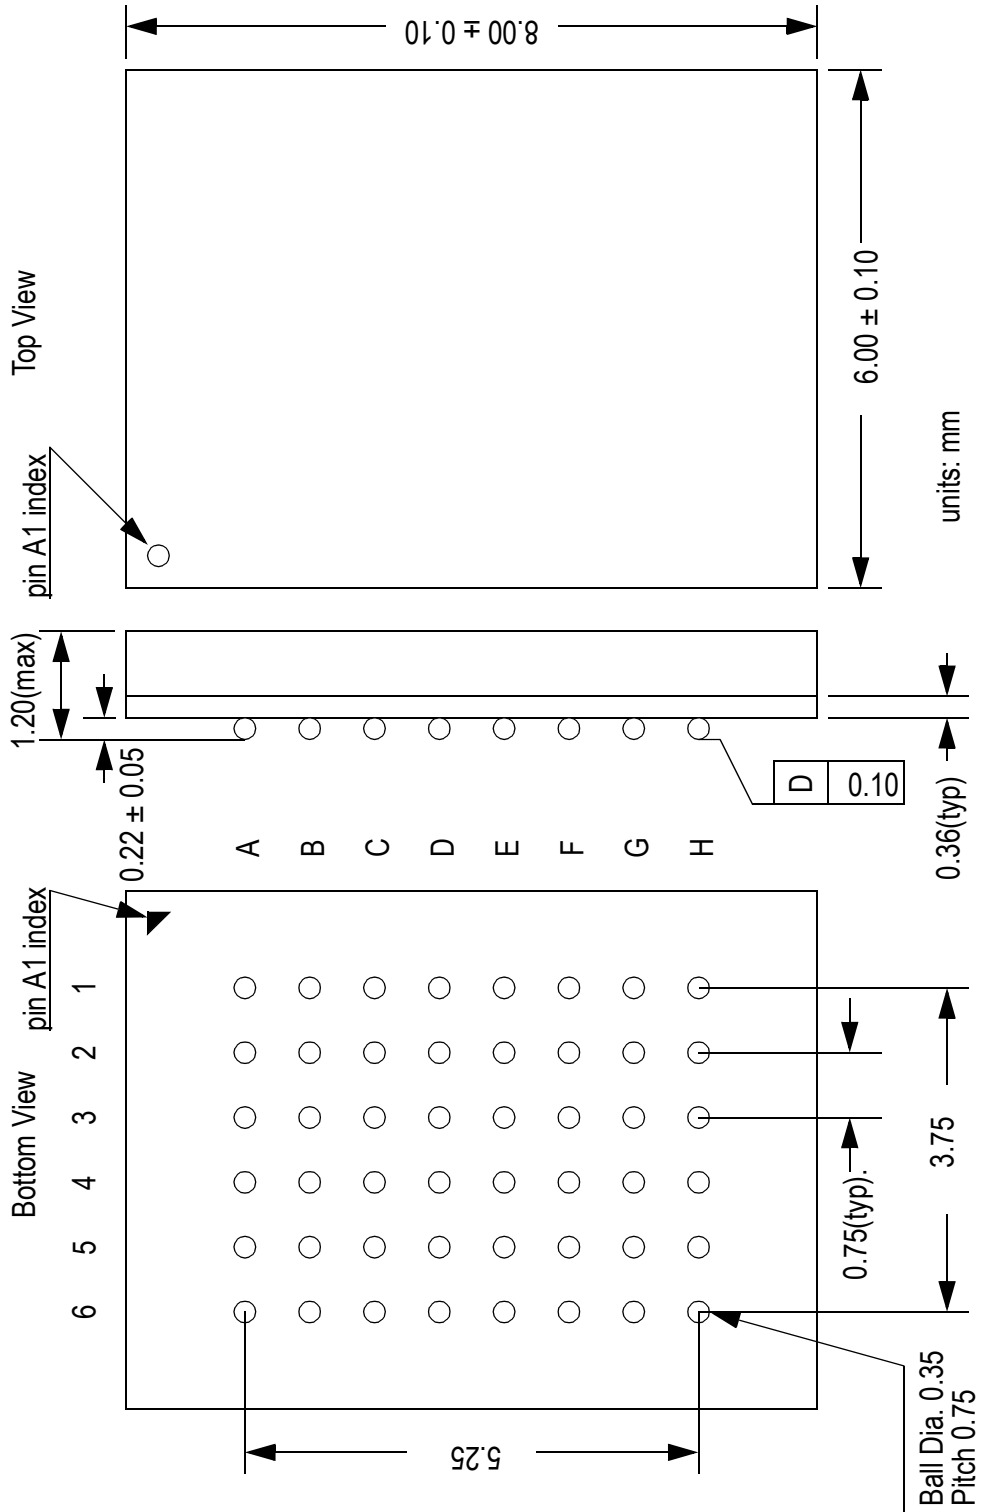 Bottom View
Top View
pin A1 index
pin A1 index
1.20(max)
0.22 ± 0.05
6 5 4 3 2 1
A
B
C
D
E
F
G
H
5.25
8.00 ± 0.10
D 0.10
0.75(typ).
3.75
0.36(typ)
6.00 ± 0.10
Ball Dia. 0.35
Pitch 0.75
units: mm